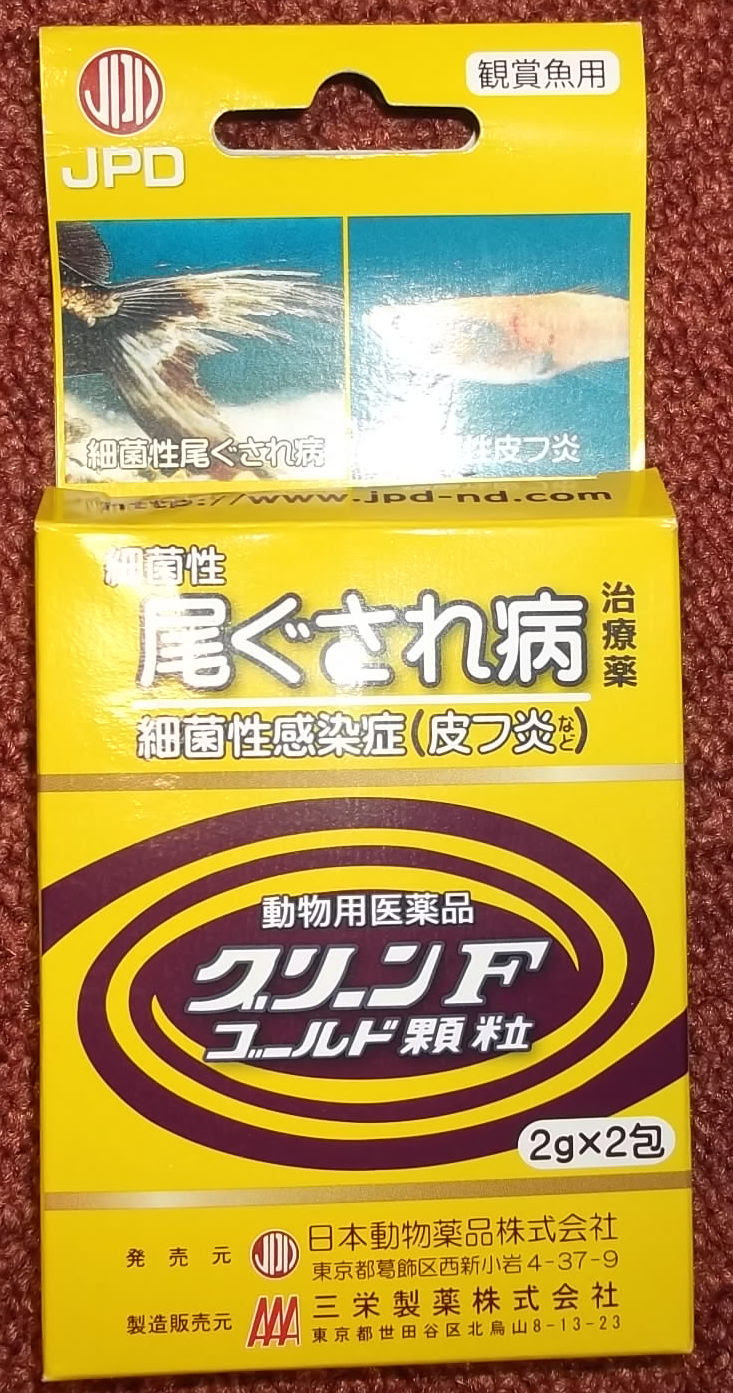 JPD
観賞魚用
細菌性尾ぐされ病
性皮フ炎
http://www.jpd-nd.com
細菌性
尾ぐされ病
治療薬
細菌性感染症(皮フ炎など)
動物用医薬品
グリーンF
ゴールド顆粒
2g×2包
発売元
日本動物薬品株式会社
東京都葛飾区西新小岩4-37-9
製造販売元
三栄製薬株式会社
東京都世田谷区北烏山8-13-23